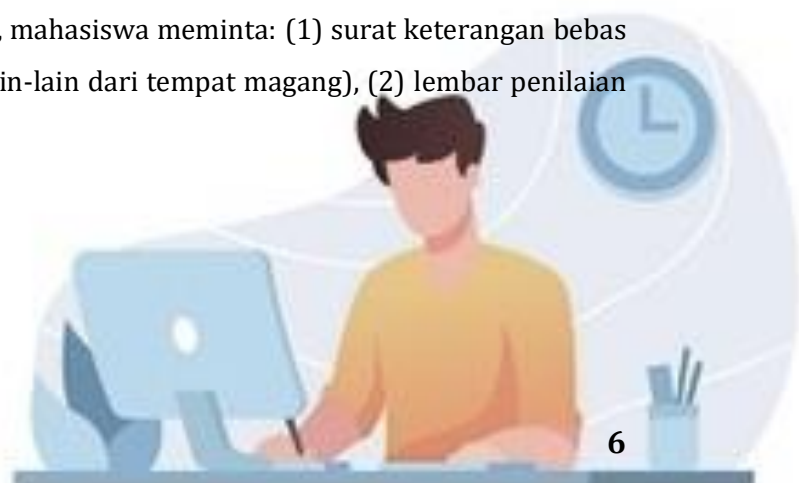 , mahasiswa meminta: (1) surat keterangan bebas
in-lain dari tempat magang), (2) lembar penilaian
6